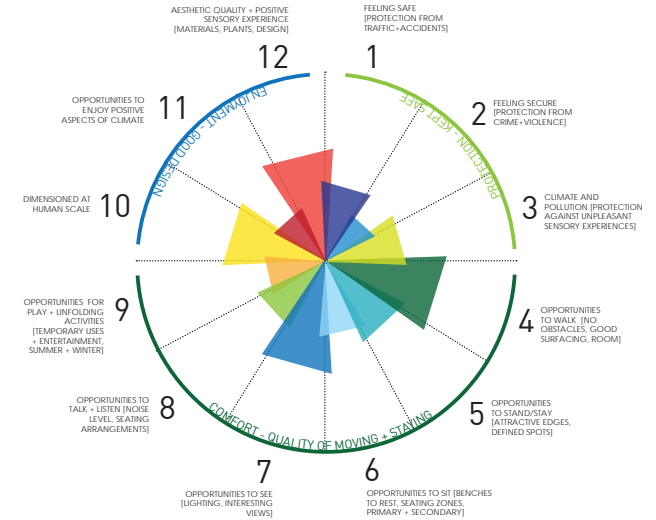 AESTHETIC QUALITY + POSITIVE
SENSORY EXPERIENCE
[MATERIALS, PLANTS, DESIGN]
12
FEELING SAFE
[PROTECTION FROM
TRAFFIC+ACCIDENTS]
1
2
FEELING SECURE
[PROTECTION FROM
CRIME+VIOLENCE]
3
CLIMATE AND
POLLUTION [PROTECTION
AGAINST UNPLEASANT
SENSORY EXPERIENCES]
4
OPPORTUNITIES
TO WALK [NO
OBSTACLES, GOOD
SURFACING, ROOM]
5
OPPORTUNITIES
TO STAND/STAY
[ATTRACTIVE EDGES,
DEFINED SPOTS]
6
OPPORTUNITIES TO SIT [BENCHES
TO REST, SEATING ZONES,
PRIMARY + SECONDARY]
7
OPPORTUNITIES TO SEE
[LIGHTING, INTERESTING
VIEWS]
8
OPPORTUNITIES TO
TALK + LISTEN [NOISE
LEVEL, SEATING
ARRANGEMENTS]
9
OPPORTUNITIES FOR
PLAY + UNFOLDING
ACTIVITIES
[TEMPORARY USES
+ ENTERTAINMENT,
SUMMER + WINTER]
10
DIMENSIONED AT
HUMAN SCALE
11
OPPORTUNITIES TO
ENJOY POSITIVE
ASPECTS OF CLIMATE
ENJOYMENT - GOOD DESIGN
PROTECTION - KEPT SAFE
COMFORT - QUALITY OF MOVING + STAYING